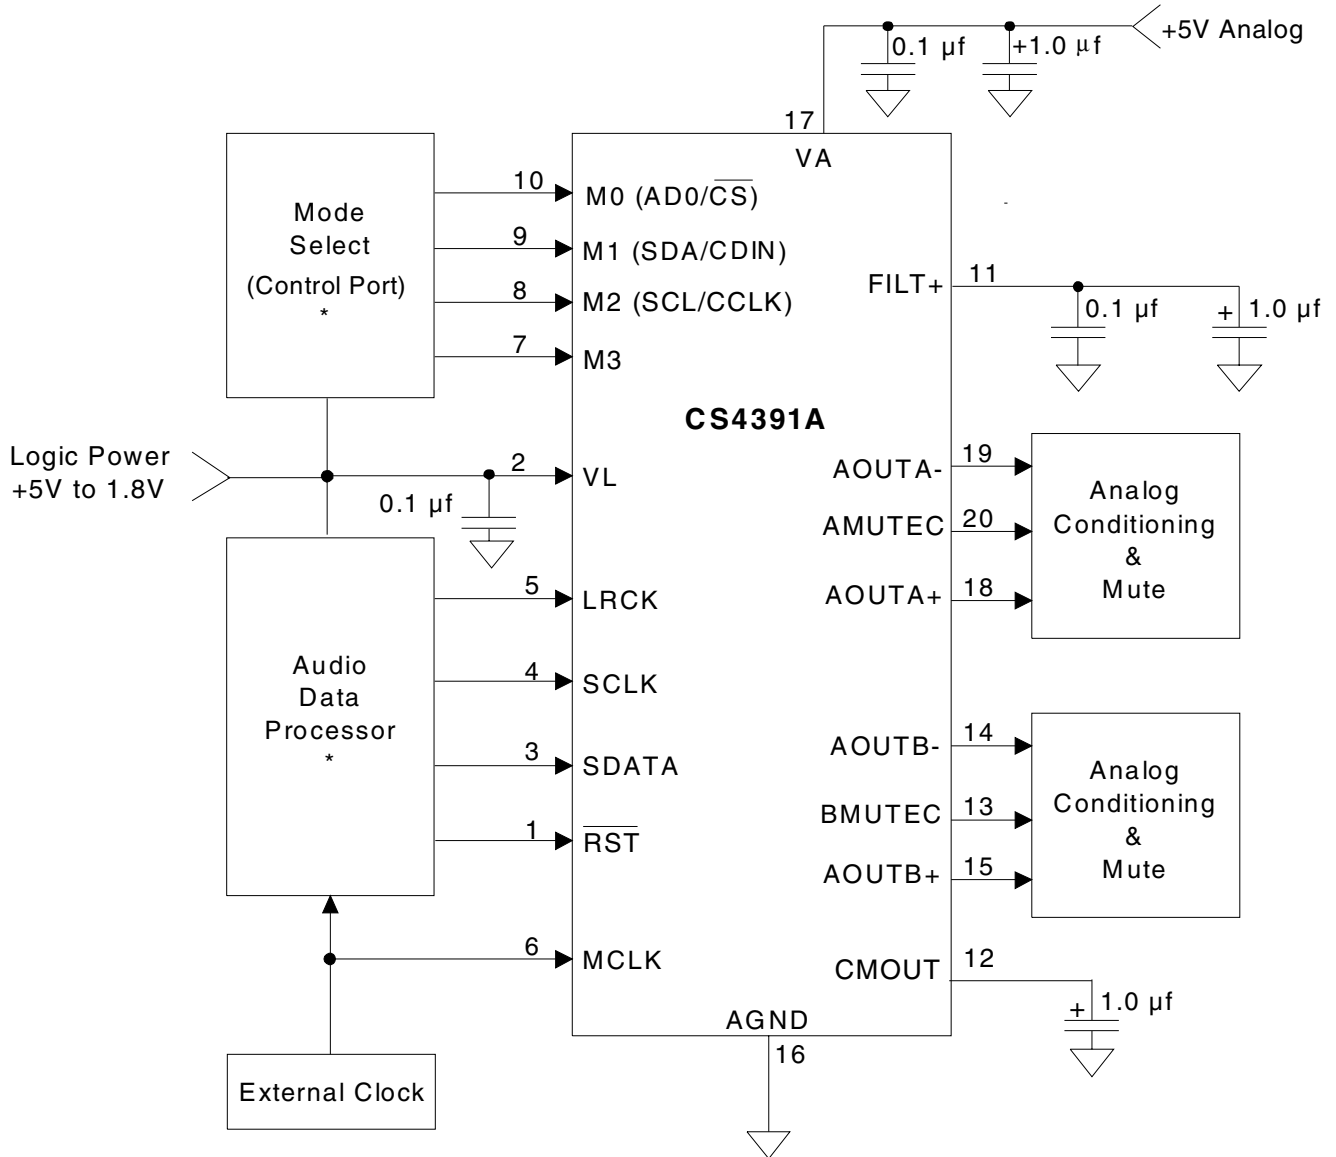 +5V Analog
0.1 µf
+1.0 µf
17
VA
Mode
Select
(Control Port)
*
10
M0 (AD0/CS)
9
M1 (SDA/CDIN)
8
M2 (SCL/CCLK)
7
M3
FILT+
11
0.1 µf
+ 1.0 µf
CS4391A
Logic Power
+5V to 1.8V
2
VL
0.1 µf
AOUTA-
19
AMUTEC
20
AOUTA+
18
Analog
Conditioning
&
Mute
Audio
Data
Processor
*
5
LRCK
4
SCLK
3
SDATA
1
RST
AOUTB-
14
BMUTEC
13
AOUTB+
15
Analog
Conditioning
&
Mute
6
MCLK
CMOUT
12
+ 1.0 µf
AGND
16
External Clock